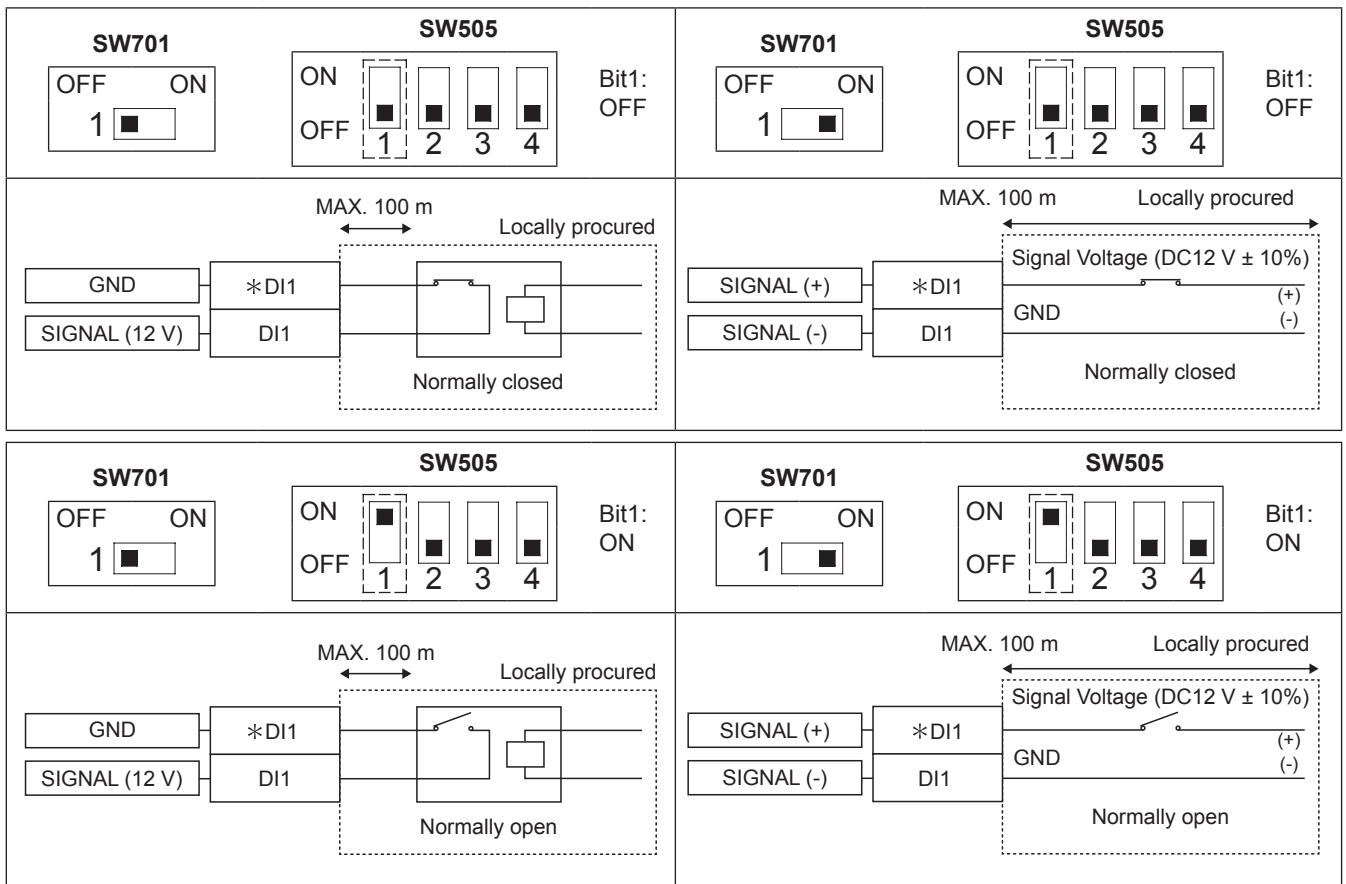 SW701
SW505
OFF ON
1
ON
OFF
1 2 3 4
Bit1:
OFF
MAX. 100 m
Locally procured
GND
＊DI1
SIGNAL (12 V)
DI1
Normally closed
SW701
SW505
OFF ON
1
ON
OFF
1 2 3 4
Bit1:
OFF
MAX. 100 m
Locally procured
Signal Voltage (DC12 V ± 10%)
SIGNAL (+)
＊DI1
(+)
GND
(-)
SIGNAL (-)
DI1
Normally closed
SW701
SW505
OFF ON
1
ON
OFF
1 2 3 4
Bit1:
ON
MAX. 100 m
Locally procured
GND
＊DI1
SIGNAL (12 V)
DI1
Normally open
SW701
SW505
OFF ON
1
ON
OFF
1 2 3 4
Bit1:
ON
MAX. 100 m
Locally procured
Signal Voltage (DC12 V ± 10%)
SIGNAL (+)
＊DI1
(+)
GND
(-)
SIGNAL (-)
DI1
Normally open